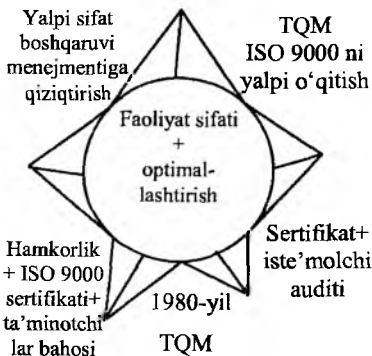 Yalpi sifat
boshqaruvi
menejmentiga
qiziqtirish
TQM
ISO 9000 ni
yalpi o‘qitish
Faoliyat sifati
+
optimal-
lashtirish
Hamkorlik
+ ISO 9000
sertifikati+
ta’minotchi
lar bahosi
Sertifikat+
iste’molchi
auditi
1980-yil
TQM